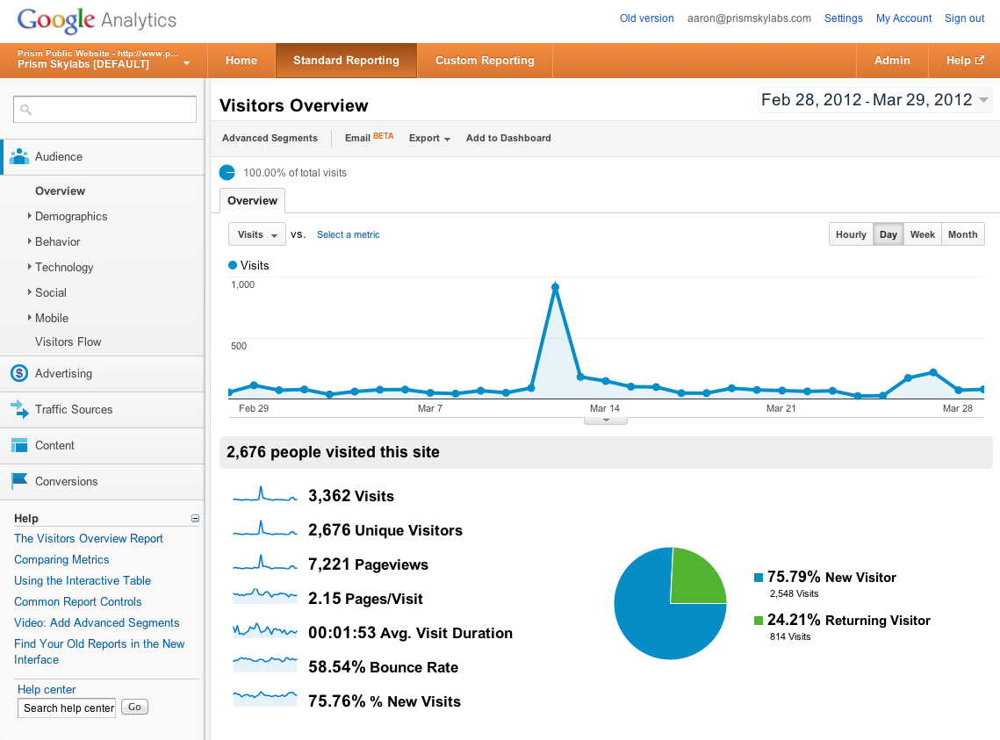 Google Analytics
Old version aaron@prismskylabs.com Settings My Account Sign out
Prism Public Website - http://www.p...
Prism Skylabs [DEFAULT]
Home Standard Reporting Custom Reporting Admin Help
Audience
Overview
Demographics
Behavior
Technology
Social
Mobile
Visitors Flow
Advertising
Traffic Sources
Content
Conversions
Help
The Visitors Overview Report
Comparing Metrics
Using the Interactive Table
Common Report Controls
Video: Add Advanced Segments
Find Your Old Reports in the New
Interface
Help center
Search help center Go
Visitors Overview
Feb 28, 2012 - Mar 29, 2012
Advanced Segments Email BETA Export Add to Dashboard
100.00% of total visits
Overview
Visits vs. Select a metric
Hourly Day Week Month
Visits
1,000
500
Feb 29 Mar 7 Mar 14 Mar 21 Mar 28
2,676 people visited this site
3,362 Visits
2,676 Unique Visitors
7,221 Pageviews
2.15 Pages/Visit
00:01:53 Avg. Visit Duration
58.54% Bounce Rate
75.76% % New Visits
75.79% New Visitor
2,548 Visits
24.21% Returning Visitor
814 Visits